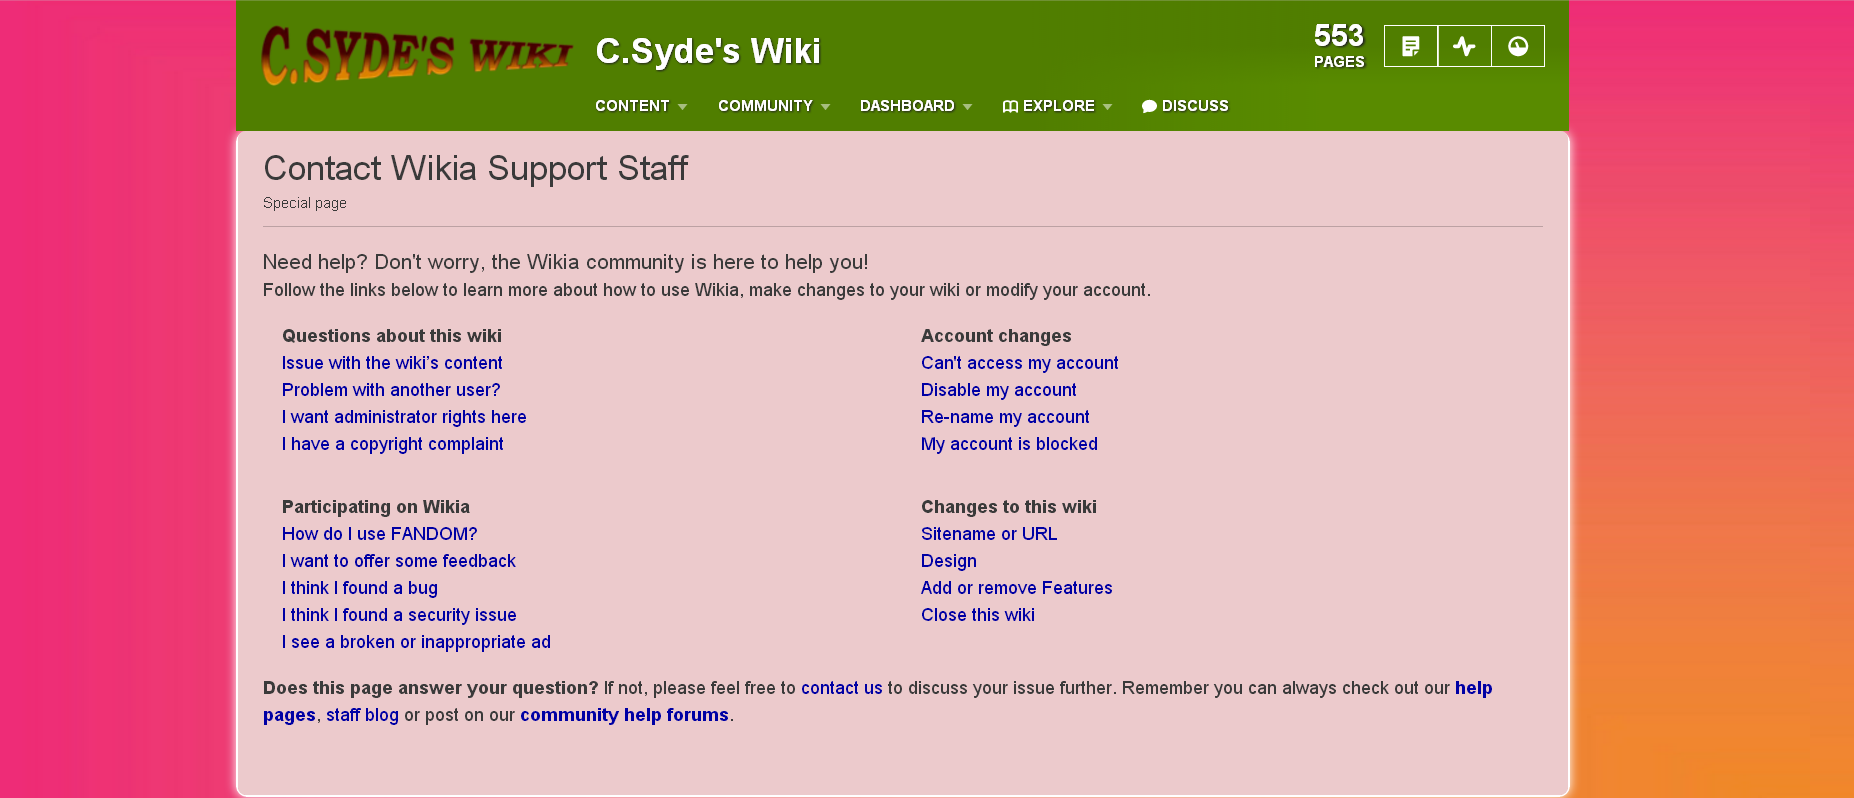 C.SYDE'S WIKI
C.Syde's Wiki
553
PAGES
CONTENT
COMMUNITY
DASHBOARD
EXPLORE
DISCUSS
Contact Wikia Support Staff
Special page
Need help? Don't worry, the Wikia community is here to help you!
Follow the links below to learn more about how to use Wikia, make changes to your wiki or modify your account.
Questions about this wiki
Issue with the wiki’s content
Problem with another user?
I want administrator rights here
I have a copyright complaint
Account changes
Can't access my account
Disable my account
Re-name my account
My account is blocked
Participating on Wikia
How do I use FANDOM?
I want to offer some feedback
I think I found a bug
I think I found a security issue
I see a broken or inappropriate ad
Changes to this wiki
Sitename or URL
Design
Add or remove Features
Close this wiki
Does this page answer your question? If not, please feel free to contact us to discuss your issue further. Remember you can always check out our help
pages, staff blog or post on our community help forums.